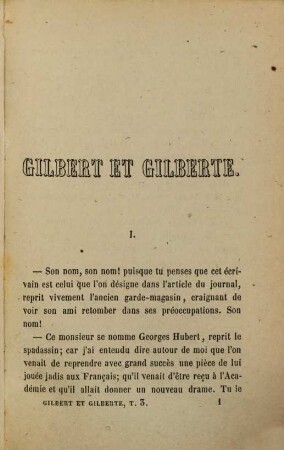 GILBERT ET GILBERTE.
I.
— Son nom, son nom! puisque tu penses que cet écri-
vain est celui que l'on désigne dans l'article du journal,
reprit vivement l'ancien garde-magasin, craignant de
voir son ami retomber dans ses préoccupations. Son
nom!
— Ce monsieur se nomme Georges Hubert, reprit le
spadassin; car j'ai entendu dire autour de moi que l'on
venait de reprendre avec grand succès une pièce de lui
jouée jadis aux Français; qu'il venait d'être reçu à l'Aca-
démie et qu'il allait donner un nouveau drame. Tu le
GILBERT ET GILBERTE, T. 3. 1